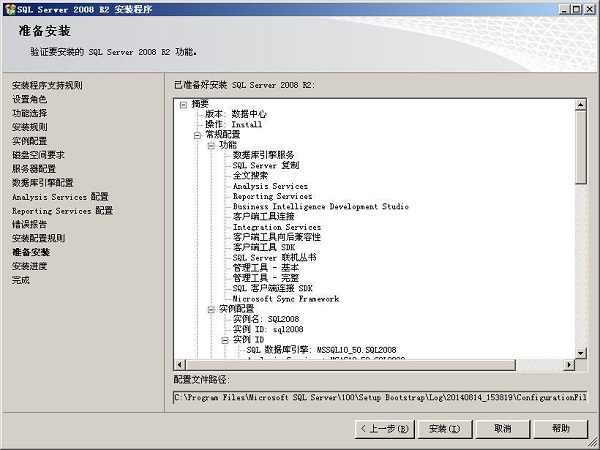 SQL Server 2008 R2 安装程序
准备安装
验证要安装的 SQL Server 2008 R2 功能。
安装程序支持规则
设置角色
功能选择
安装规则
实例配置
磁盘空间要求
服务器配置
数据库引擎配置
Analysis Services 配置
Reporting Services 配置
错误报告
安装配置规则
准备安装
安装进度
完成
已准备好安装 SQL Server 2008 R2:
摘要
版本: 数据中心
操作: Install
常规配置
功能
数据库引擎服务
SQL Server 复制
全文搜索
Analysis Services
Reporting Services
Business Intelligence Development Studio
客户端工具连接
Integration Services
客户端工具向后兼容性
客户端工具 SDK
SQL Server 联机丛书
管理工具 - 基本
管理工具 - 完整
SQL 客户端连接 SDK
Microsoft Sync Framework
实例配置
实例名: SQL2008
实例 ID: sql2008
实例 ID
SQL 数据库引擎: MSSQL10_50.SQL2008
配置文件路径:
C:\Program Files\Microsoft SQL Server\100\Setup Bootstrap\Log\20140814_153819\ConfigurationFil
< 上一步(B)
安装(I)
取消
帮助